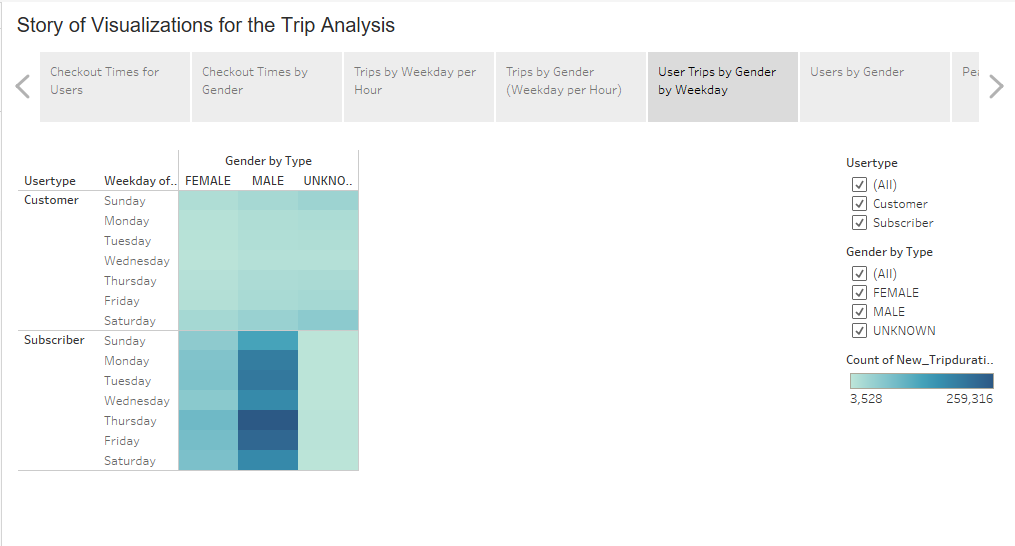 Story of Visualizations for the Trip Analysis
Checkout Times for
Users
Checkout Times by
Gender
Trips by Weekday per
Hour
Trips by Gender
(Weekday per Hour)
User Trips by Gender
by Weekday
Users by Gender
Pea
Gender by Type
Usertype Weekday of.. FEMALE MALE UNKNO..
Customer Sunday
Monday
Tuesday
Wednesday
Thursday
Friday
Saturday
Subscriber Sunday
Monday
Tuesday
Wednesday
Thursday
Friday
Saturday
Usertype
(All)
Customer
Subscriber
Gender by Type
(All)
FEMALE
MALE
UNKNOWN
Count of New_Tripdurati..
3,528 259,316